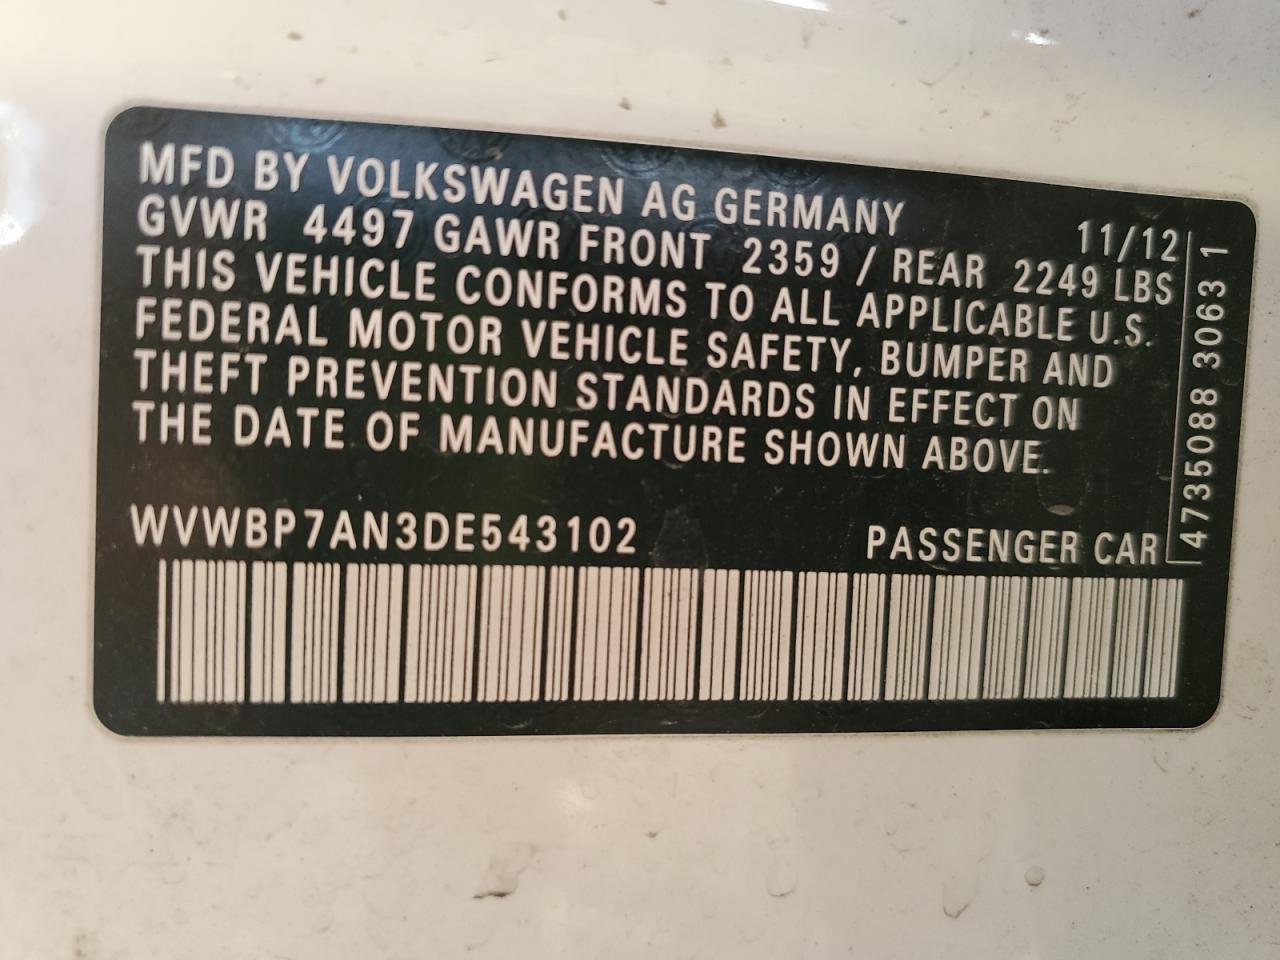 MFD BY VOLKSWAGEN AG GERMANY 11/12
GVWR 4497 GAWR FRONT 2359 / REAR 2249 LBS
THIS VEHICLE CONFORMS TO ALL APPLICABLE U.S.
FEDERAL MOTOR VEHICLE SAFETY, BUMPER AND
THEFT PREVENTION STANDARDS IN EFFECT ON
THE DATE OF MANUFACTURE SHOWN ABOVE.
WVWBP7AN3DE543102 PASSENGER CAR
4735088 3063 1